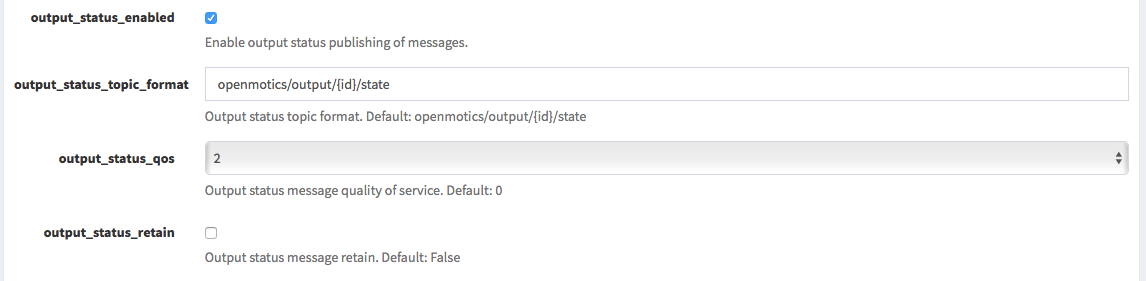 output_status_enabled
Enable output status publishing of messages.
output_status_topic_format
openmotics/output/{id}/state
Output status topic format. Default: openmotics/output/{id}/state
output_status_qos
2
Output status message quality of service. Default: 0
output_status_retain
Output status message retain. Default: False